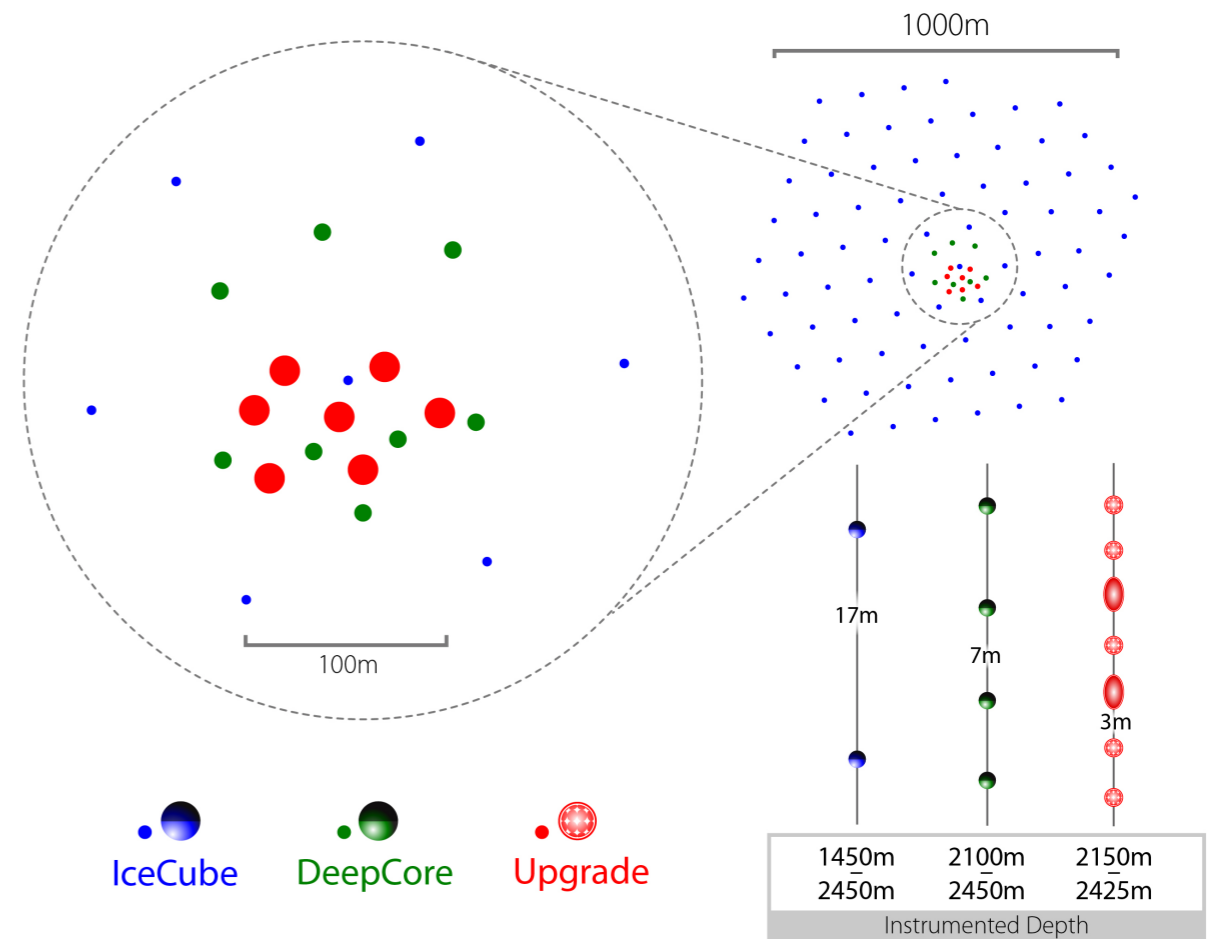 1000m
100m
17m
7m
3m
IceCube
DeepCore
Upgrade
1450m
–
2450m
2100m
–
2450m
2150m
–
2425m
Instrumented Depth